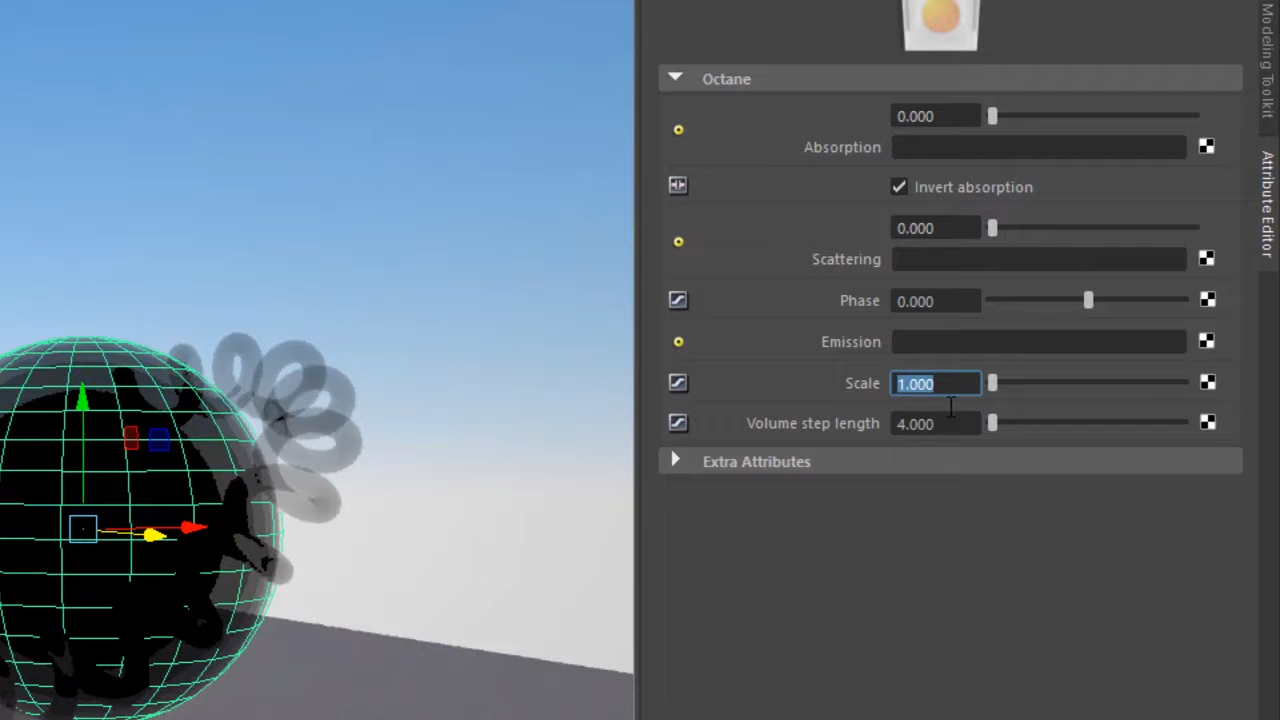 Modeling Toolkit
Attribute Editor
Octane
0.000
Absorption
Invert absorption
0.000
Scattering
Phase 0.000
Emission
Scale 1.000
Volume step length 4.000
Extra Attributes